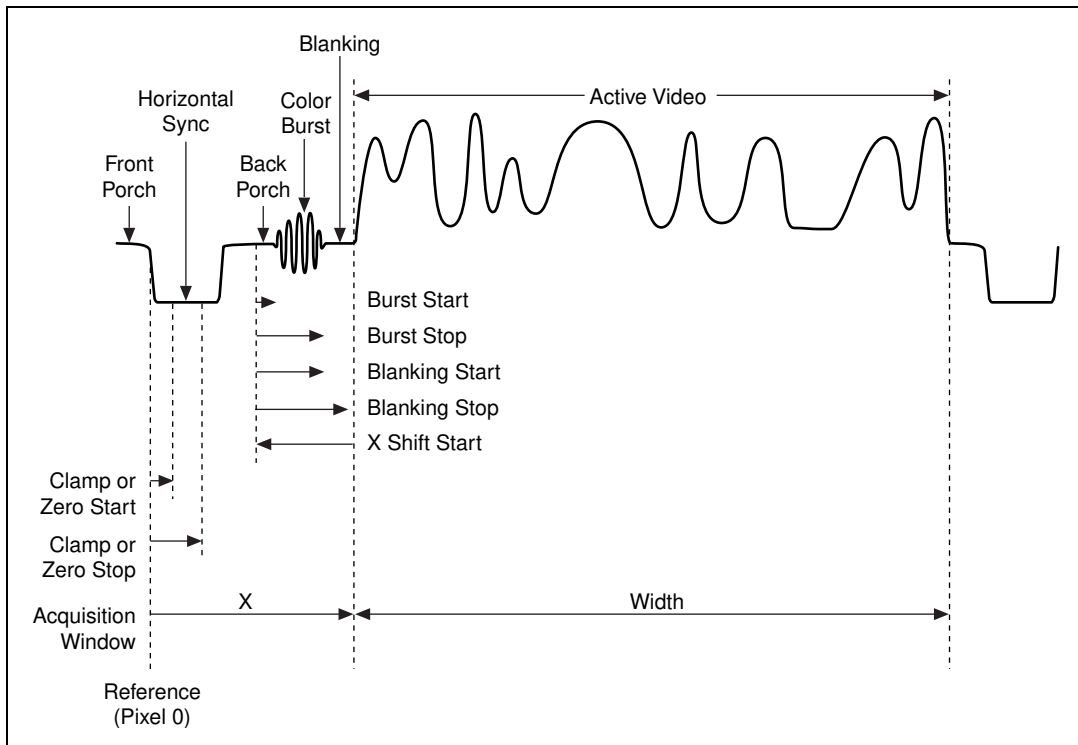 Blanking
Horizontal
Sync
Color
Burst
Active Video
Front
Porch
Back
Porch
Burst Start
Burst Stop
Blanking Start
Blanking Stop
X Shift Start
Clamp or
Zero Start
Clamp or
Zero Stop
X
Width
Acquisition
Window
Reference
(Pixel 0)